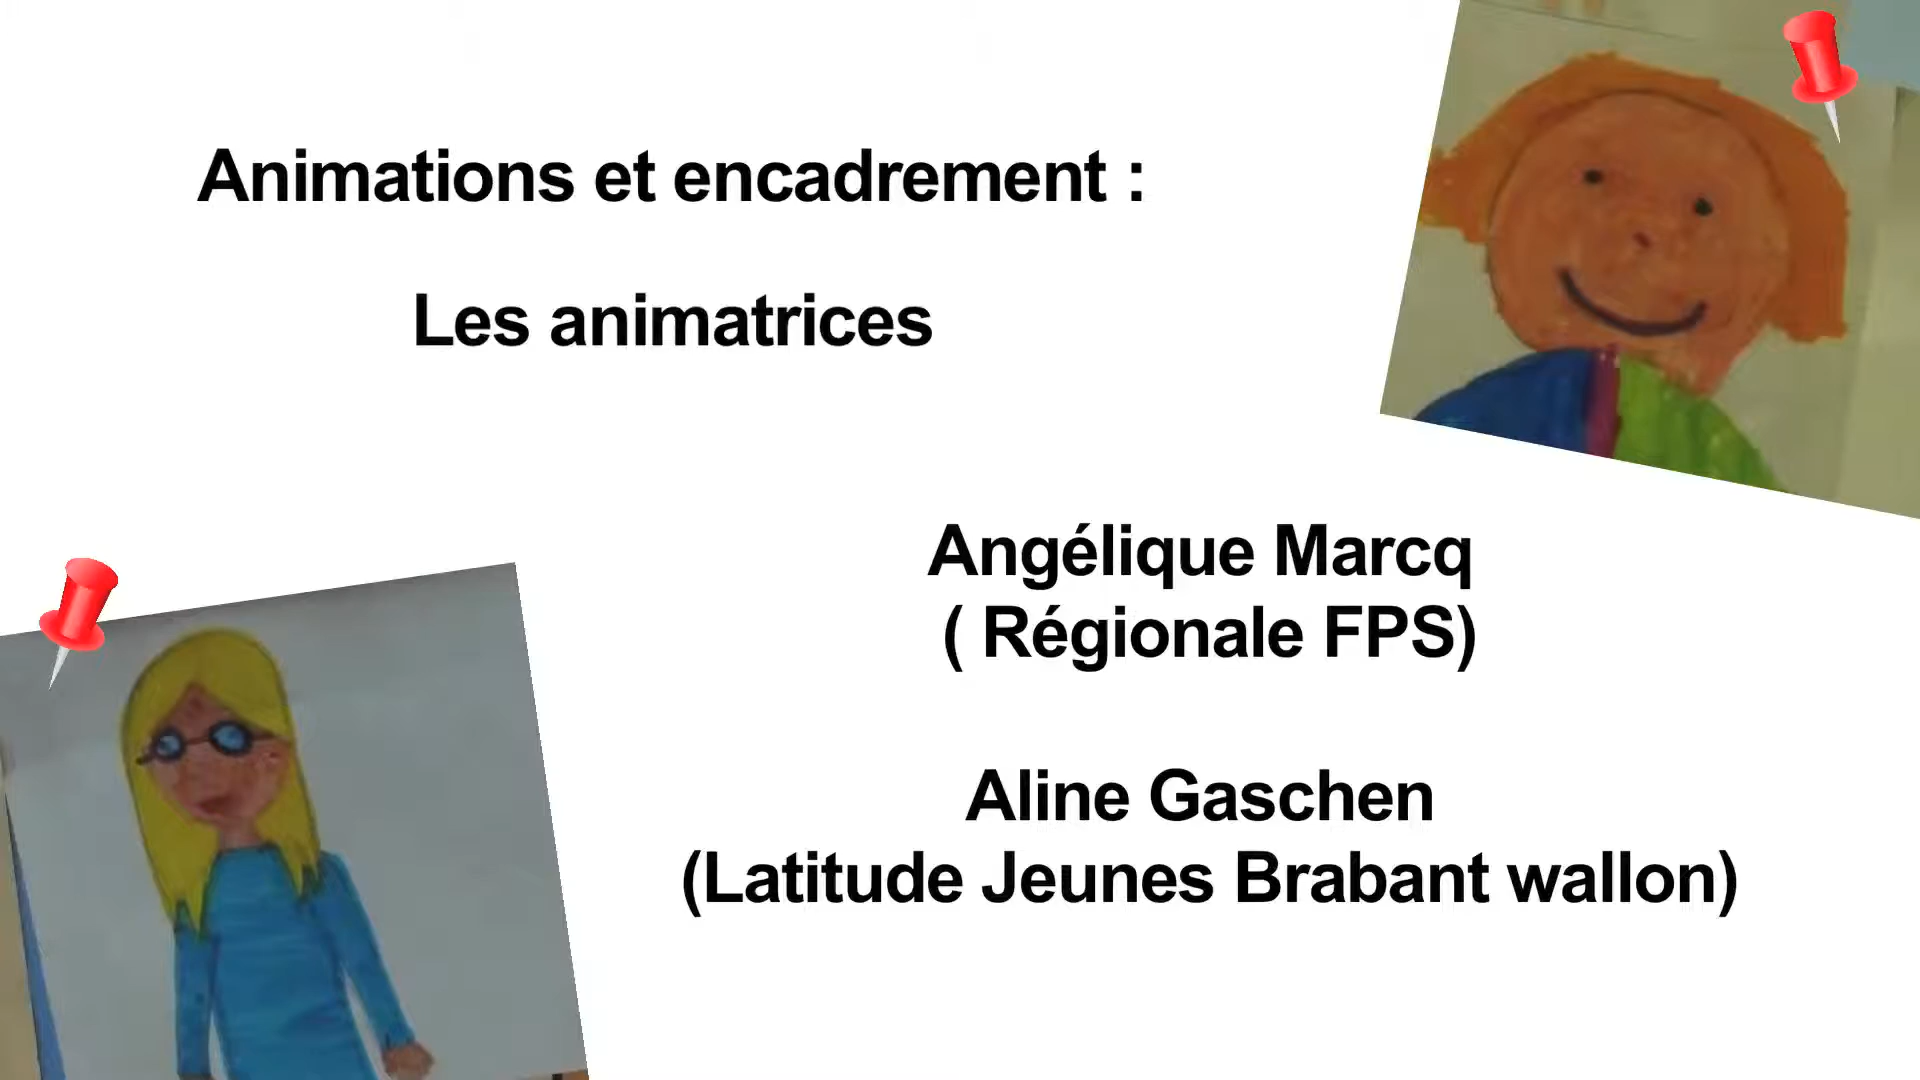 Animations et encadrement :
Les animatrices
Angélique Marcq
( Régionale FPS)
Aline Gaschen
(Latitude Jeunes Brabant wallon)